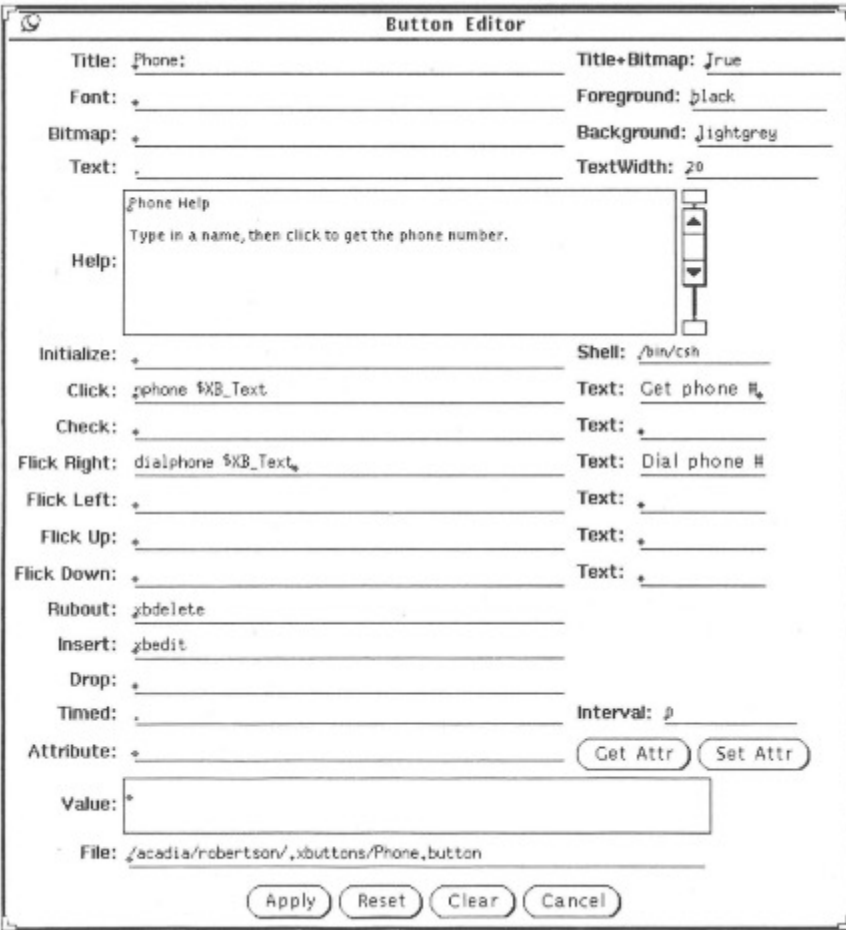 Button Editor
Title: Phone: Title+Bitmap: True
Font: Foreground: black
Bitmap: Background: lightgrey
Text: TextWidth: 20
Phone Help
Type in a name, then click to get the phone number.
Help:
Initialize: Shell: /bin/csh
Click: nphone $XB_Text Text: Get phone #
Check: Text:
Flick Right: dialphone $XB_Text Text: Dial phone #
Flick Left: Text:
Flick Up: Text:
Flick Down: Text:
Rubout: xbdelete
Insert: xbedit
Drop:
Timed: Interval: 0
Attribute: Get Attr Set Attr
Value:
File: /acadia/robertson/.xbuttons/Phone.button
Apply Reset Clear Cancel